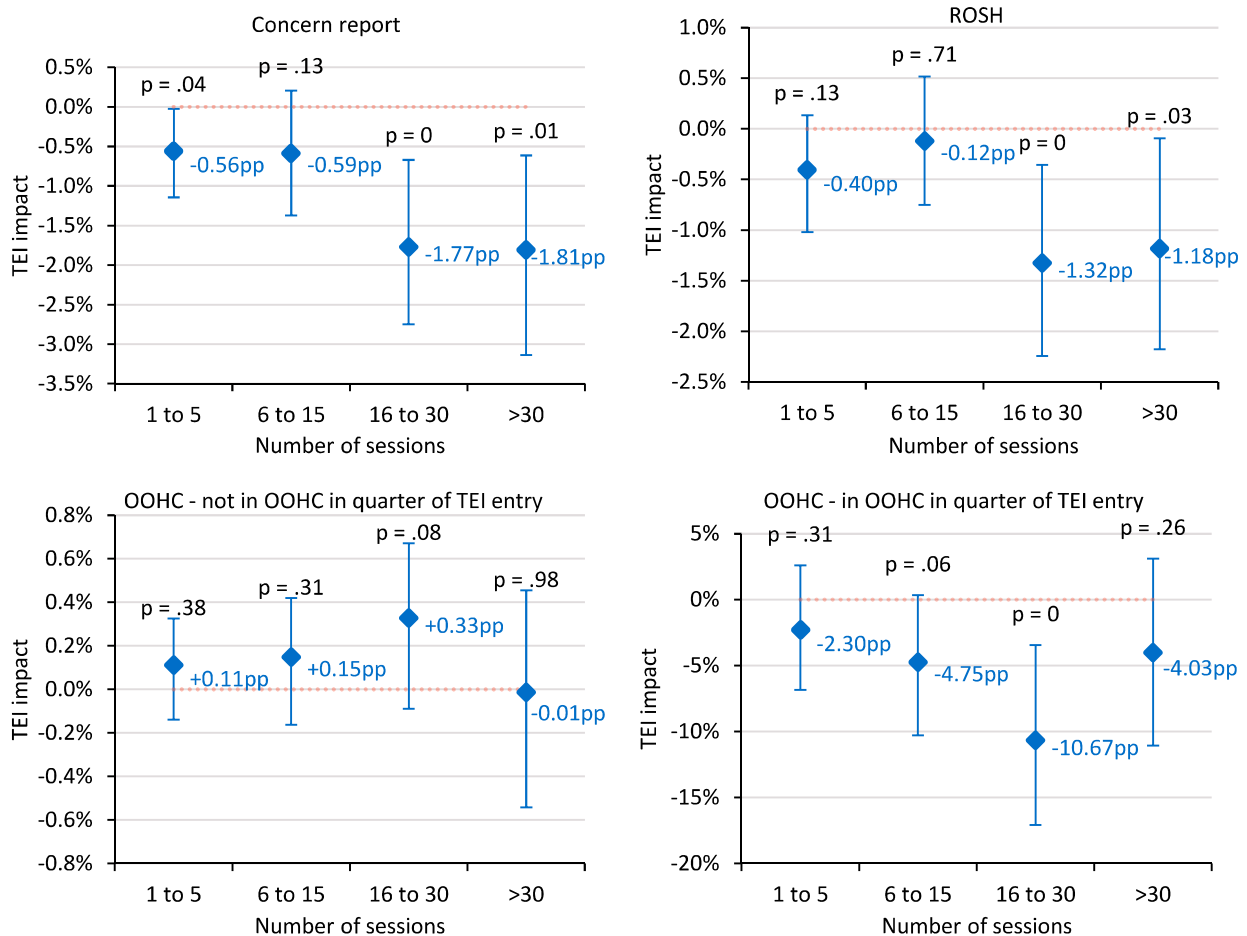 Concern report
0.5%
0.0%
-0.5%
-1.0%
-1.5%
-2.0%
-2.5%
-3.0%
-3.5%
TEI impact
p = .04
p = .13
p = 0
p = .01
-0.56pp
-0.59pp
-1.77pp
-1.81pp
1 to 5
6 to 15
16 to 30
>30
Number of sessions
ROSH
1.0%
0.5%
0.0%
-0.5%
-1.0%
-1.5%
-2.0%
-2.5%
TEI impact
p = .13
p = .71
p = 0
p = .03
-0.40pp
-0.12pp
-1.32pp
-1.18pp
1 to 5
6 to 15
16 to 30
>30
Number of sessions
OOHC - not in OOHC in quarter of TEI entry
0.8%
0.6%
0.4%
0.2%
0.0%
-0.2%
-0.4%
-0.6%
-0.8%
TEI impact
p = .38
p = .31
p = .08
p = .98
+0.11pp
+0.15pp
+0.33pp
-0.01pp
1 to 5
6 to 15
16 to 30
>30
Number of sessions
OOHC - in OOHC in quarter of TEI entry
5%
0%
-5%
-10%
-15%
-20%
TEI impact
p = .31
p = .06
p = 0
p = .26
-2.30pp
-4.75pp
-10.67pp
-4.03pp
1 to 5
6 to 15
16 to 30
>30
Number of sessions